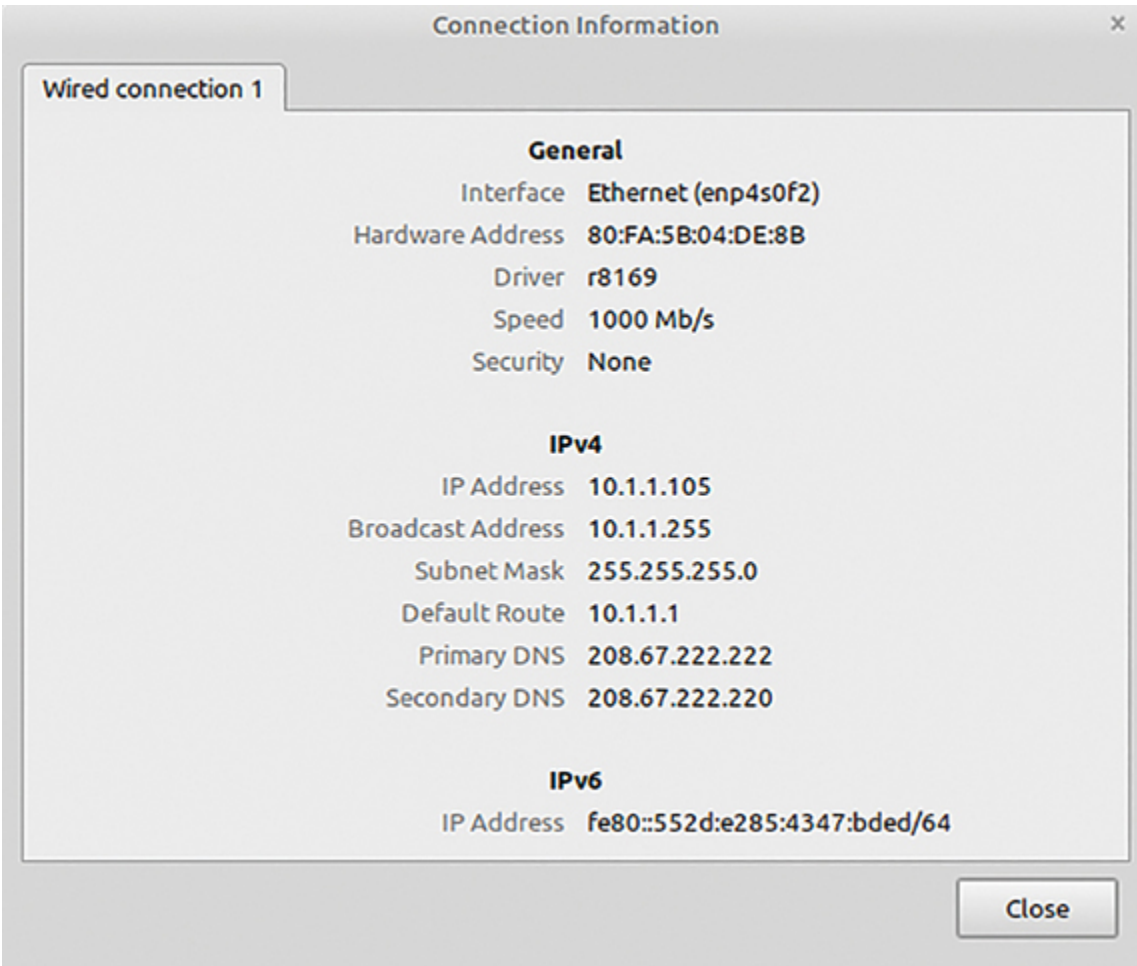 Connection Information ×
Wired connection 1
General
Interface Ethernet (enp4s0f2)
Hardware Address 80:FA:5B:04:DE:8B
Driver r8169
Speed 1000 Mb/s
Security None
IPv4
IP Address 10.1.1.105
Broadcast Address 10.1.1.255
Subnet Mask 255.255.255.0
Default Route 10.1.1.1
Primary DNS 208.67.222.222
Secondary DNS 208.67.222.220
IPv6
IP Address fe80::552d:e285:4347:bded/64
Close